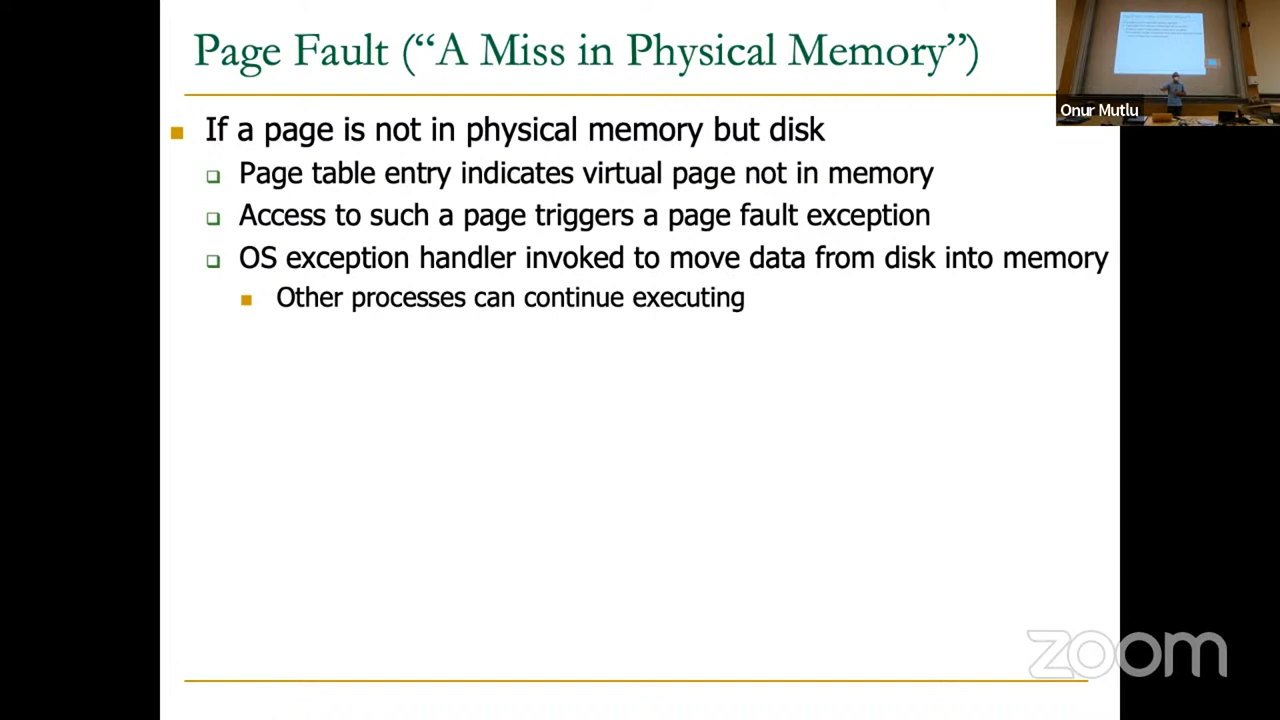 Page Fault (“A Miss in Physical Memory”)
Onur Mutlu
If a page is not in physical memory but disk
Page table entry indicates virtual page not in memory
Access to such a page triggers a page fault exception
OS exception handler invoked to move data from disk into memory
Other processes can continue executing
zoom